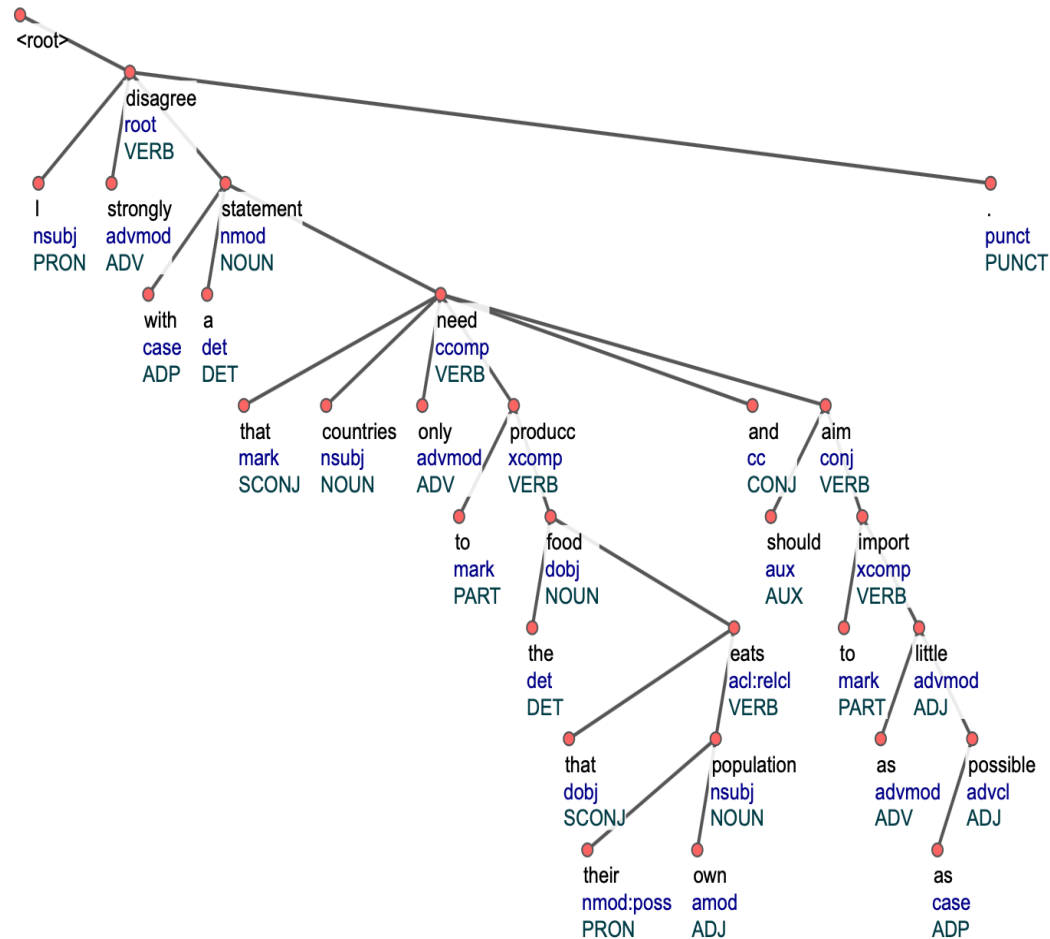 <root>
disagree
root
VERB
I strongly statement .
nsubj advmod nmod punct
PRON ADV NOUN PUNCT
with a need
case det ccomp
ADP DET VERB
that countries only producc and aim
mark nsubj advmod xcomp cc conj
SCONJ NOUN ADV VERB CONJ VERB
to food should import
mark dobj aux xcomp
PART NOUN AUX VERB
the eats to little
det acl:relcl mark advmod
DET VERB PART ADJ
that population as possible
dobj nsubj advmod advcl
SCONJ NOUN ADV ADJ
their own as
nmod:poss amod case
PRON ADJ ADP